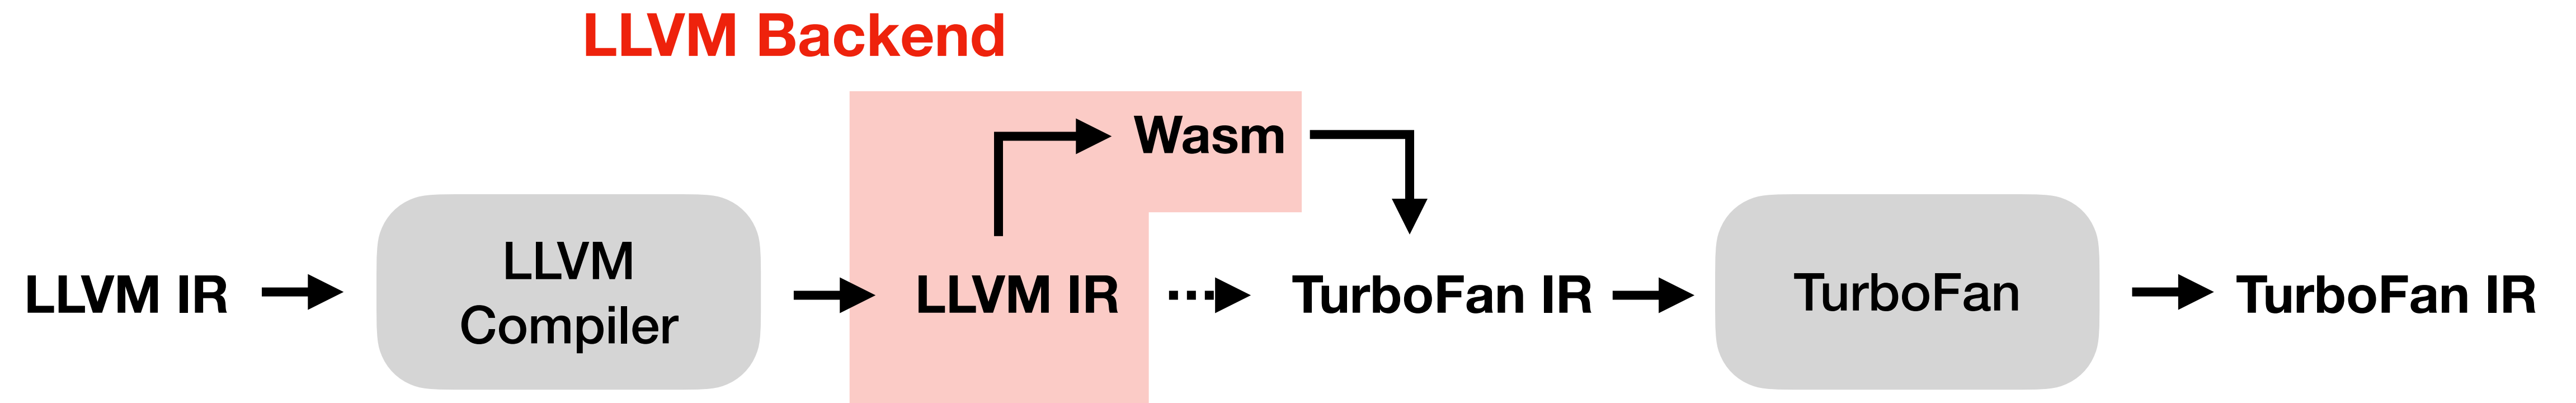 LLVM Backend
Wasm
LLVM IR
LLVM
Compiler
LLVM IR
TurboFan IR
TurboFan
TurboFan IR